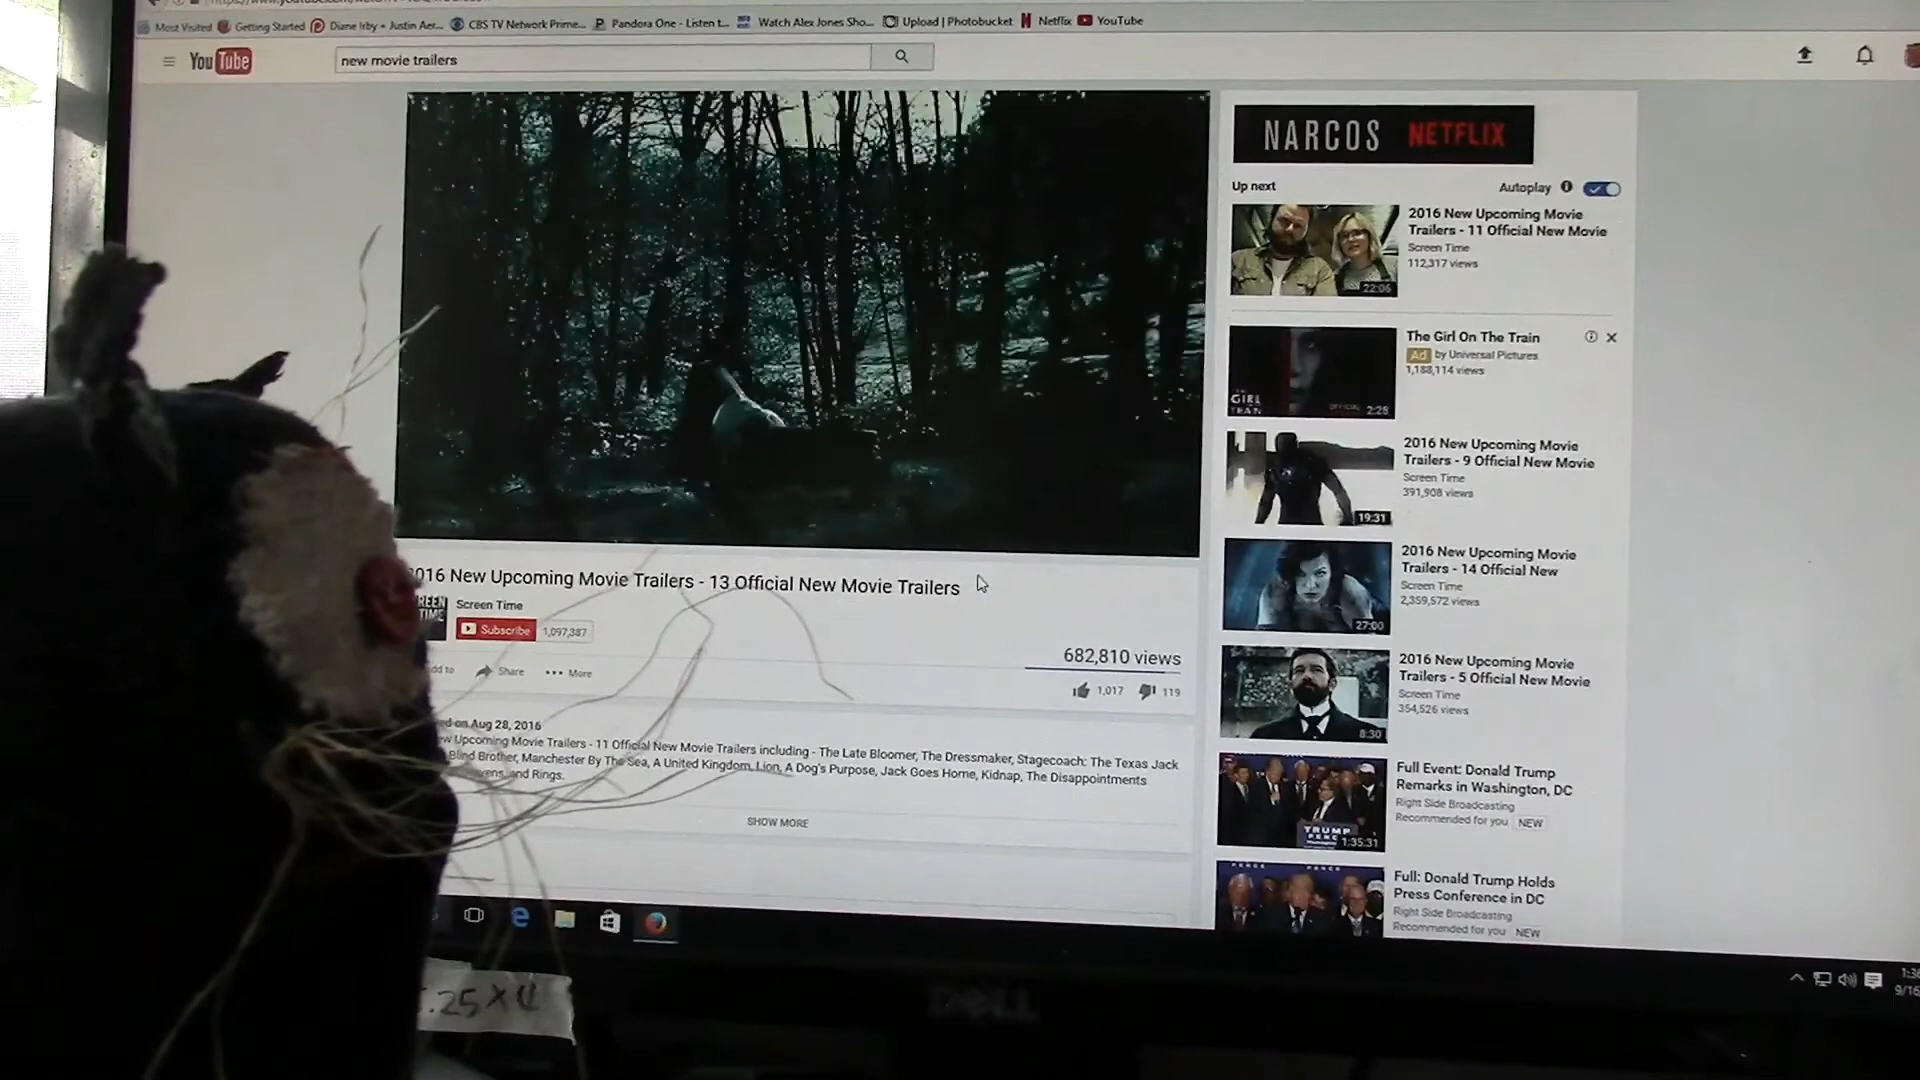 Most Visited Getting Started Diane Irby + Justin Aer... CBS TV Network Prime... Pandora One - Listen t... Watch Alex Jones Sho... Upload | Photobucket Netflix YouTube
YouTube
new movie trailers
NARCOS NETFLIX
Up next
Autoplay
2016 New Upcoming Movie
Trailers - 11 Official New Movie
Screen Time
112,317 views
22:06
The Girl On The Train
Ad by Universal Pictures
1,188,114 views
GIRL
TRAIN
2:28
2016 New Upcoming Movie
Trailers - 9 Official New Movie
Screen Time
391,908 views
19:31
2016 New Upcoming Movie
Trailers - 14 Official New
Screen Time
2,359,572 views
27:00
2016 New Upcoming Movie
Trailers - 5 Official New Movie
Screen Time
354,526 views
8:30
Full Event: Donald Trump
Remarks in Washington, DC
Right Side Broadcasting
Recommended for you NEW
TRUMP
PENCE
1:35:31
Full: Donald Trump Holds
Press Conference in DC
Right Side Broadcasting
Recommended for you NEW
2016 New Upcoming Movie Trailers - 13 Official New Movie Trailers
Screen Time
Subscribe 1,097,387
682,810 views
Share More
1,017 119
on Aug 28, 2016
Upcoming Movie Trailers - 11 Official New Movie Trailers including - The Late Bloomer, The Dressmaker, Stagecoach: The Texas Jack
Blind Brother, Manchester By The Sea, A United Kingdom, Lion, A Dog's Purpose, Jack Goes Home, Kidnap, The Disappointments
and Rings.
SHOW MORE
DELL